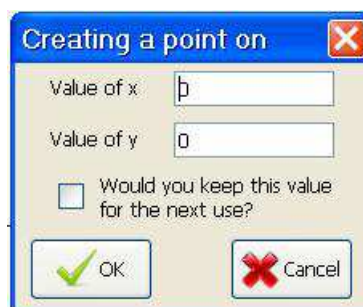 Creating a point on
Value of x 0
Value of y 0
Would you keep this value
for the next use?
OK Cancel